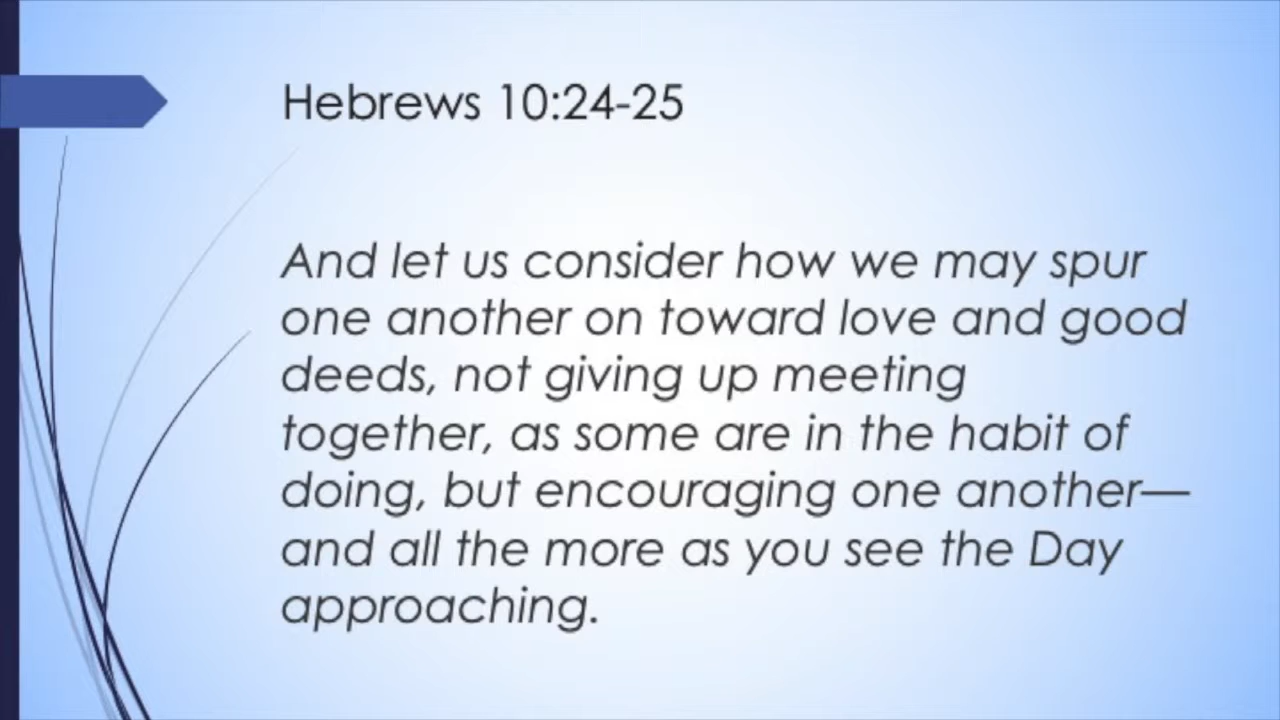 Hebrews 10:24-25
And let us consider how we may spur
one another on toward love and good
deeds, not giving up meeting
together, as some are in the habit of
doing, but encouraging one another—
and all the more as you see the Day
approaching.